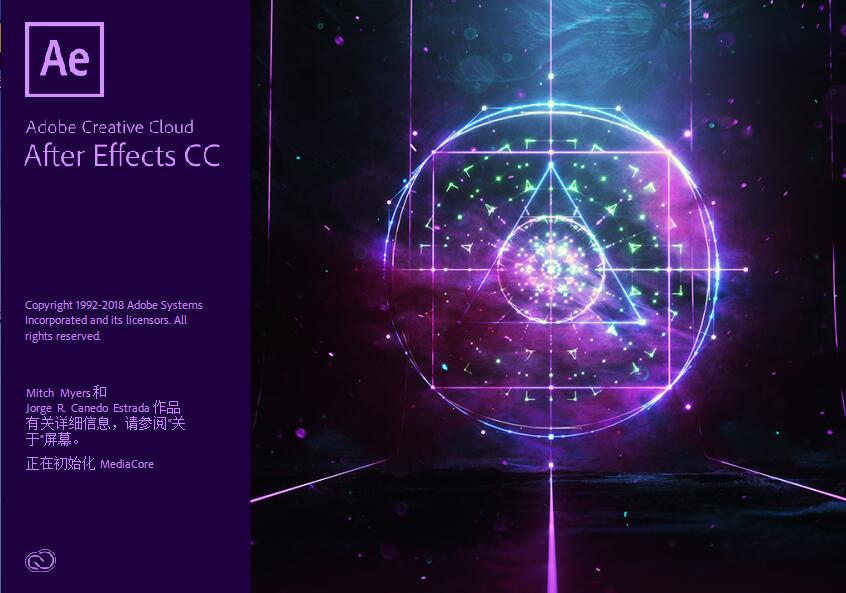 Ae
Adobe Creative Cloud
After Effects CC
Copyright 1992-2018 Adobe Systems
Incorporated and its licensors. All
rights reserved.
Mitch Myers 和
Jorge R. Canedo Estrada 作品
有关详细信息，请参阅“关
于”屏幕。
正在初始化 MediaCore